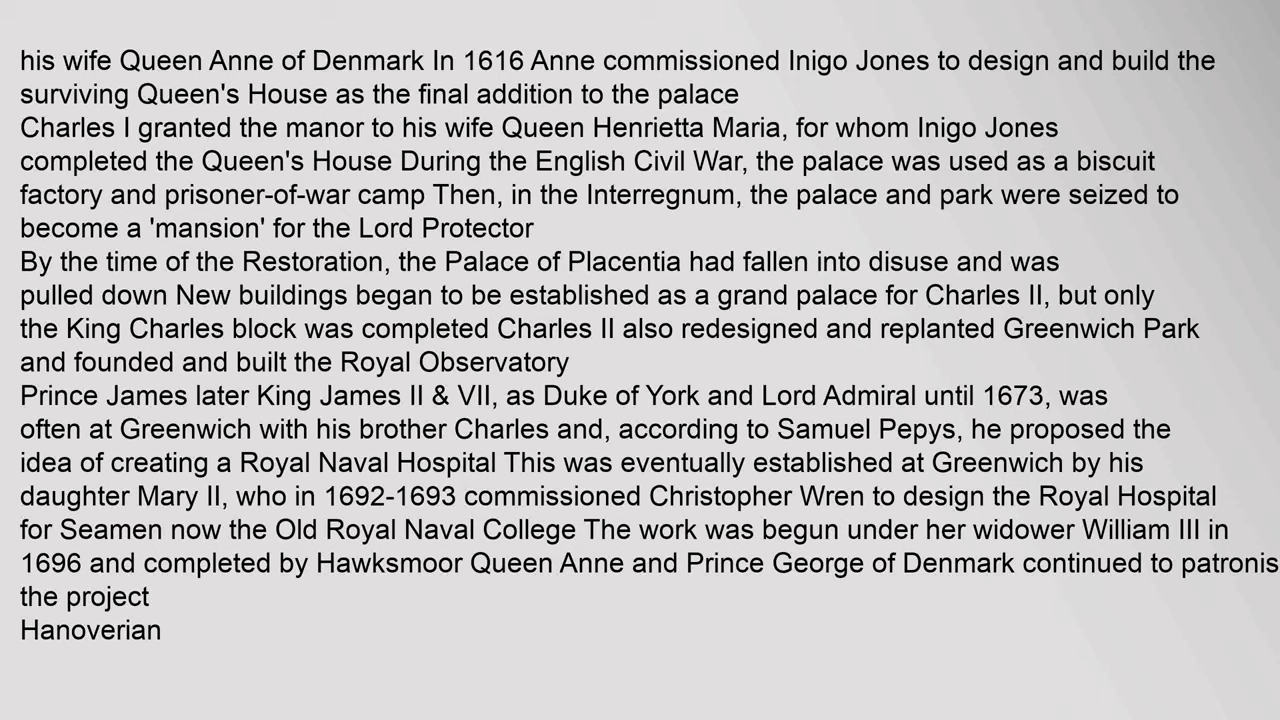 his wife Queen Anne of Denmark In 1616 Anne commissioned Inigo Jones to design and build the
surviving Queen's House as the final addition to the palace
Charles I granted the manor to his wife Queen Henrietta Maria, for whom Inigo Jones
completed the Queen's House During the English Civil War, the palace was used as a biscuit
factory and prisoner-of-war camp Then, in the Interregnum, the palace and park were seized to
become a 'mansion' for the Lord Protector
By the time of the Restoration, the Palace of Placentia had fallen into disuse and was
pulled down New buildings began to be established as a grand palace for Charles II, but only
the King Charles block was completed Charles II also redesigned and replanted Greenwich Park
and founded and built the Royal Observatory
Prince James later King James II & VII, as Duke of York and Lord Admiral until 1673, was
often at Greenwich with his brother Charles and, according to Samuel Pepys, he proposed the
idea of creating a Royal Naval Hospital This was eventually established at Greenwich by his
daughter Mary II, who in 1692-1693 commissioned Christopher Wren to design the Royal Hospital
for Seamen now the Old Royal Naval College The work was begun under her widower William III in
1696 and completed by Hawksmoor Queen Anne and Prince George of Denmark continued to patronis
the project
Hanoverian